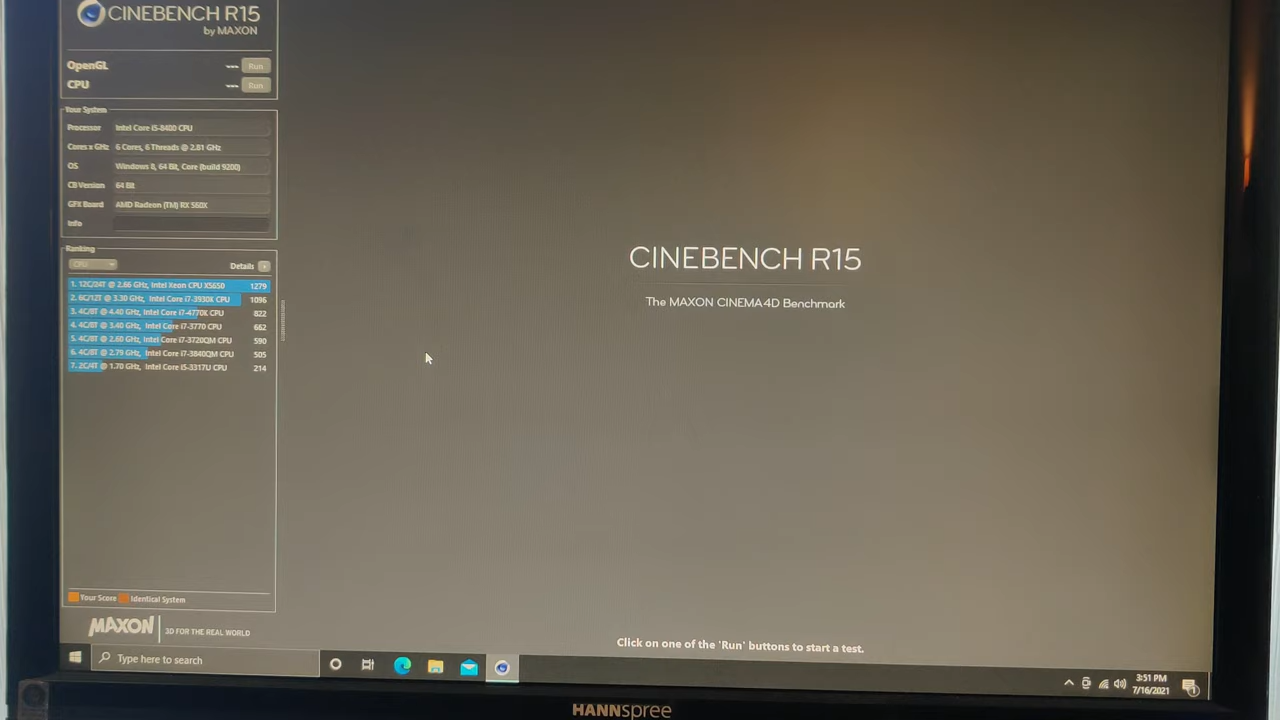 CINEBENCH R15
by MAXON
OpenGL --- Run
CPU --- Run
Your System
Processor Intel Core i5-8400 CPU
Cores x GHz 6 Cores, 6 Threads @ 2.81 GHz
OS Windows 8, 64 Bit, Core (build 9200)
CB Version 64 Bit
GFX Board AMD Radeon (TM) RX 560X
Info
Ranking
CPU
Details
1. 12C/24T @ 2.66 GHz, Intel Xeon CPU X5650 1279
2. 6C/12T @ 3.30 GHz, Intel Core i7-3930K CPU 1096
3. 4C/8T @ 4.40 GHz, Intel Core i7-4770K CPU 822
4. 4C/8T @ 3.40 GHz, Intel Core i7-3770 CPU 662
5. 4C/8T @ 2.60 GHz, Intel Core i7-3720QM CPU 590
6. 4C/8T @ 2.79 GHz, Intel Core i7-3840QM CPU 505
7. 2C/4T @ 1.70 GHz, Intel Core i5-3317U CPU 214
CINEBENCH R15
The MAXON CINEMA4D Benchmark
Your Score Identical System
MAXON 3D FOR THE REAL WORLD
Click on one of the 'Run' buttons to start a test.
Type here to search
3:51 PM
7/16/2021
1
HANNspree